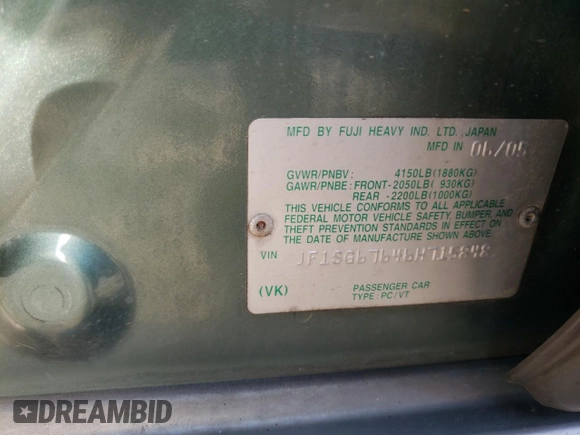 MFD BY FUJI HEAVY IND. LTD. JAPAN
MFD IN 06/05
GVWR/PNBV: 4150LB(1880KG)
GAWR/PNBE: FRONT-2050LB( 930KG)
REAR -2200LB(1000KG)
THIS VEHICLE CONFORMS TO ALL APPLICABLE
FEDERAL MOTOR VEHICLE SAFETY, BUMPER, AND
THEFT PREVENTION STANDARDS IN EFFECT ON
THE DATE OF MANUFACTURE SHOWN ABOVE.
VIN JF1SG67646H715848
(VK) PASSENGER CAR
TYPE: PC/VT
DREAMBID